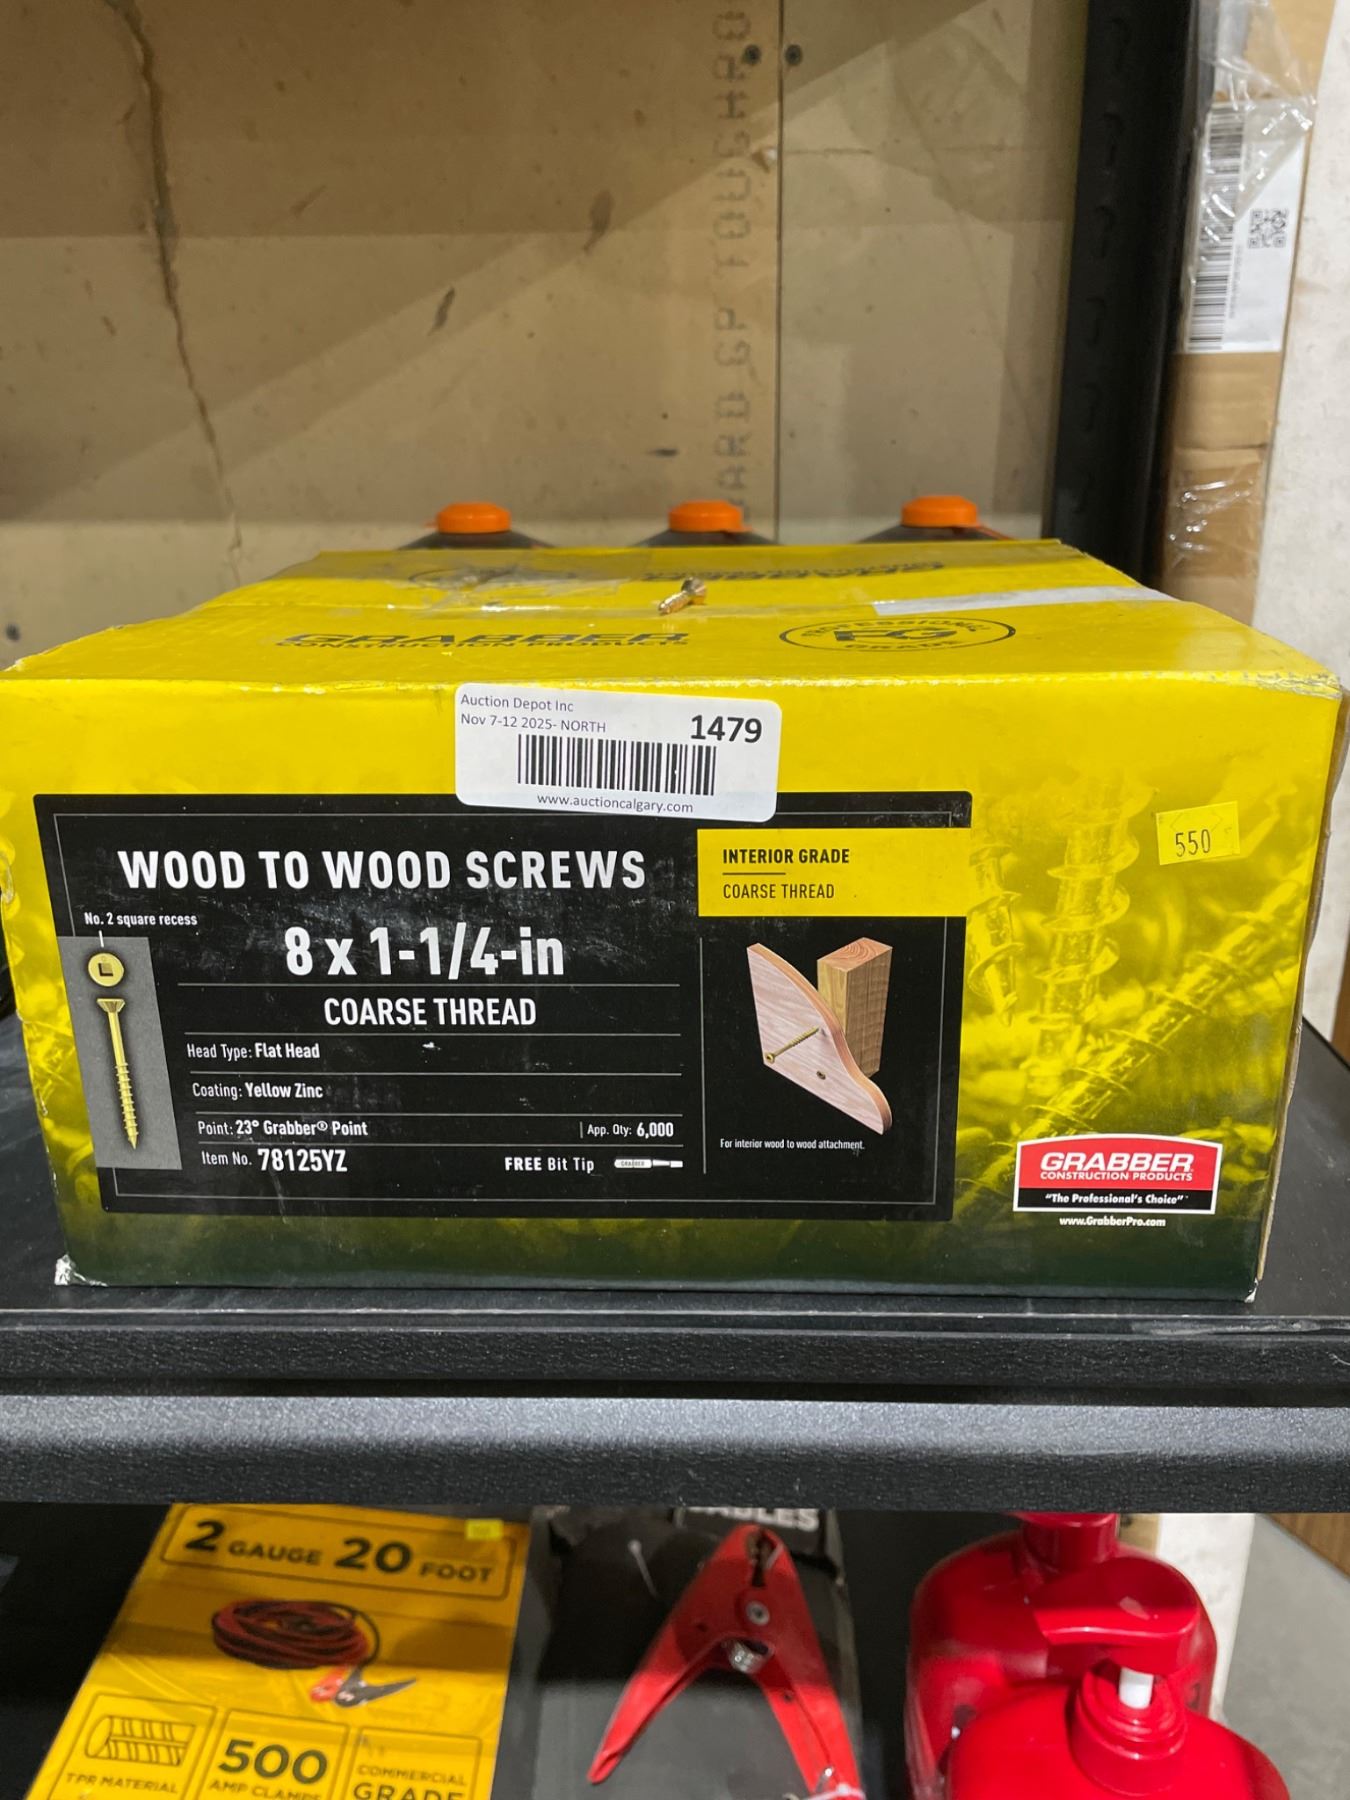 GRABBER
CONSTRUCTION PRODUCTS
PROFESSIONAL
PG
GRADE
Auction Depot Inc
Nov 7-12 2025- NORTH
1479
www.auctioncalgary.com
550
WOOD TO WOOD SCREWS
INTERIOR GRADE
COARSE THREAD
No. 2 square recess
8 x 1-1/4-in
COARSE THREAD
Head Type: Flat Head
Coating: Yellow Zinc
Point: 23° Grabber® Point
App. Qty: 6,000
Item No. 78125YZ
FREE Bit Tip
GRABBER
For interior wood to wood attachment.
GRABBER
CONSTRUCTION PRODUCTS
"The Professional's Choice"
www.GrabberPro.com
2 GAUGE 20 FOOT
TPR MATERIAL
500
AMP CLAMPS
COMMERCIAL
GRADE